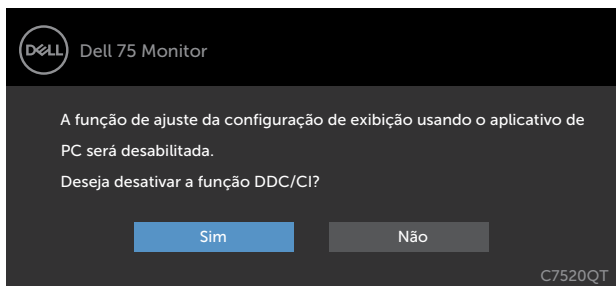 DELL
Dell 75 Monitor
A função de ajuste da configuração de exibição usando o aplicativo de
PC será desabilitada.
Deseja desativar a função DDC/CI?
Sim Não
C7520QT